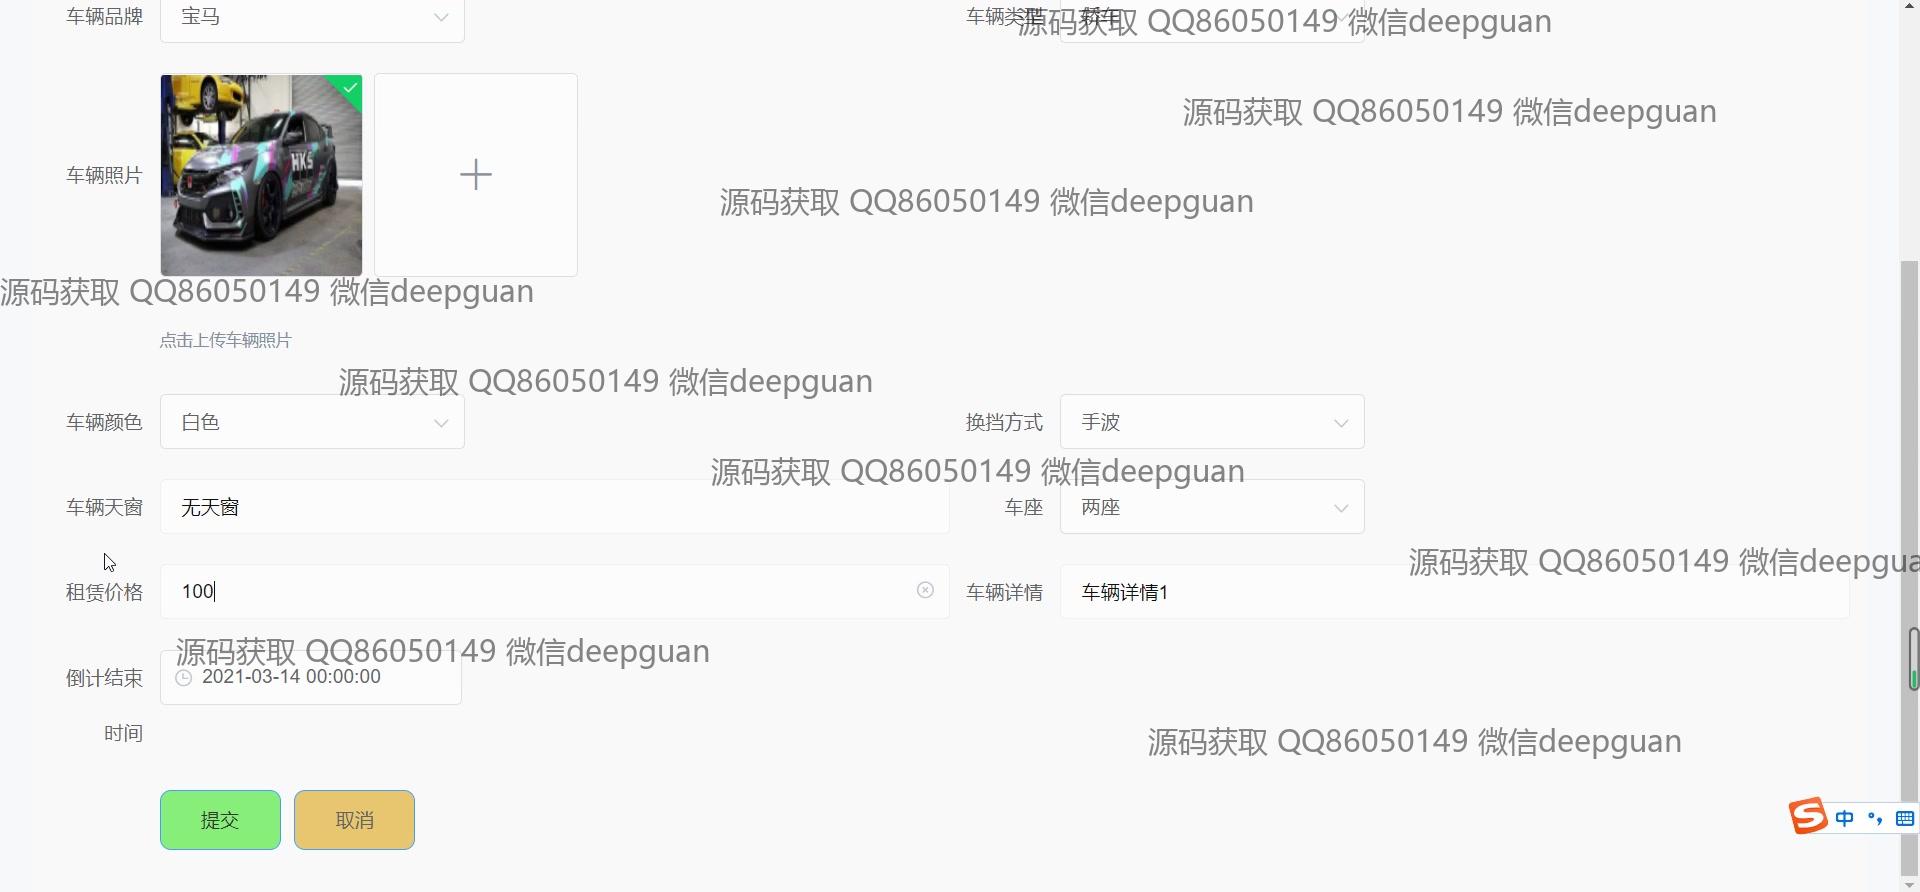 车辆品牌 宝马 车辆类型 轿车
源码获取 QQ86050149 微信deepguan
源码获取 QQ86050149 微信deepguan
HKS
车辆照片
源码获取 QQ86050149 微信deepguan
源码获取 QQ86050149 微信deepguan
点击上传车辆照片
源码获取 QQ86050149 微信deepguan
车辆颜色 白色 换挡方式 手波
源码获取 QQ86050149 微信deepguan
车辆天窗 无天窗 车座 两座
源码获取 QQ86050149 微信deepgua
租赁价格 100 车辆详情 车辆详情1
源码获取 QQ86050149 微信deepguan
倒计结束 2021-03-14 00:00:00
时间
源码获取 QQ86050149 微信deepguan
提交 取消
S 中 °,